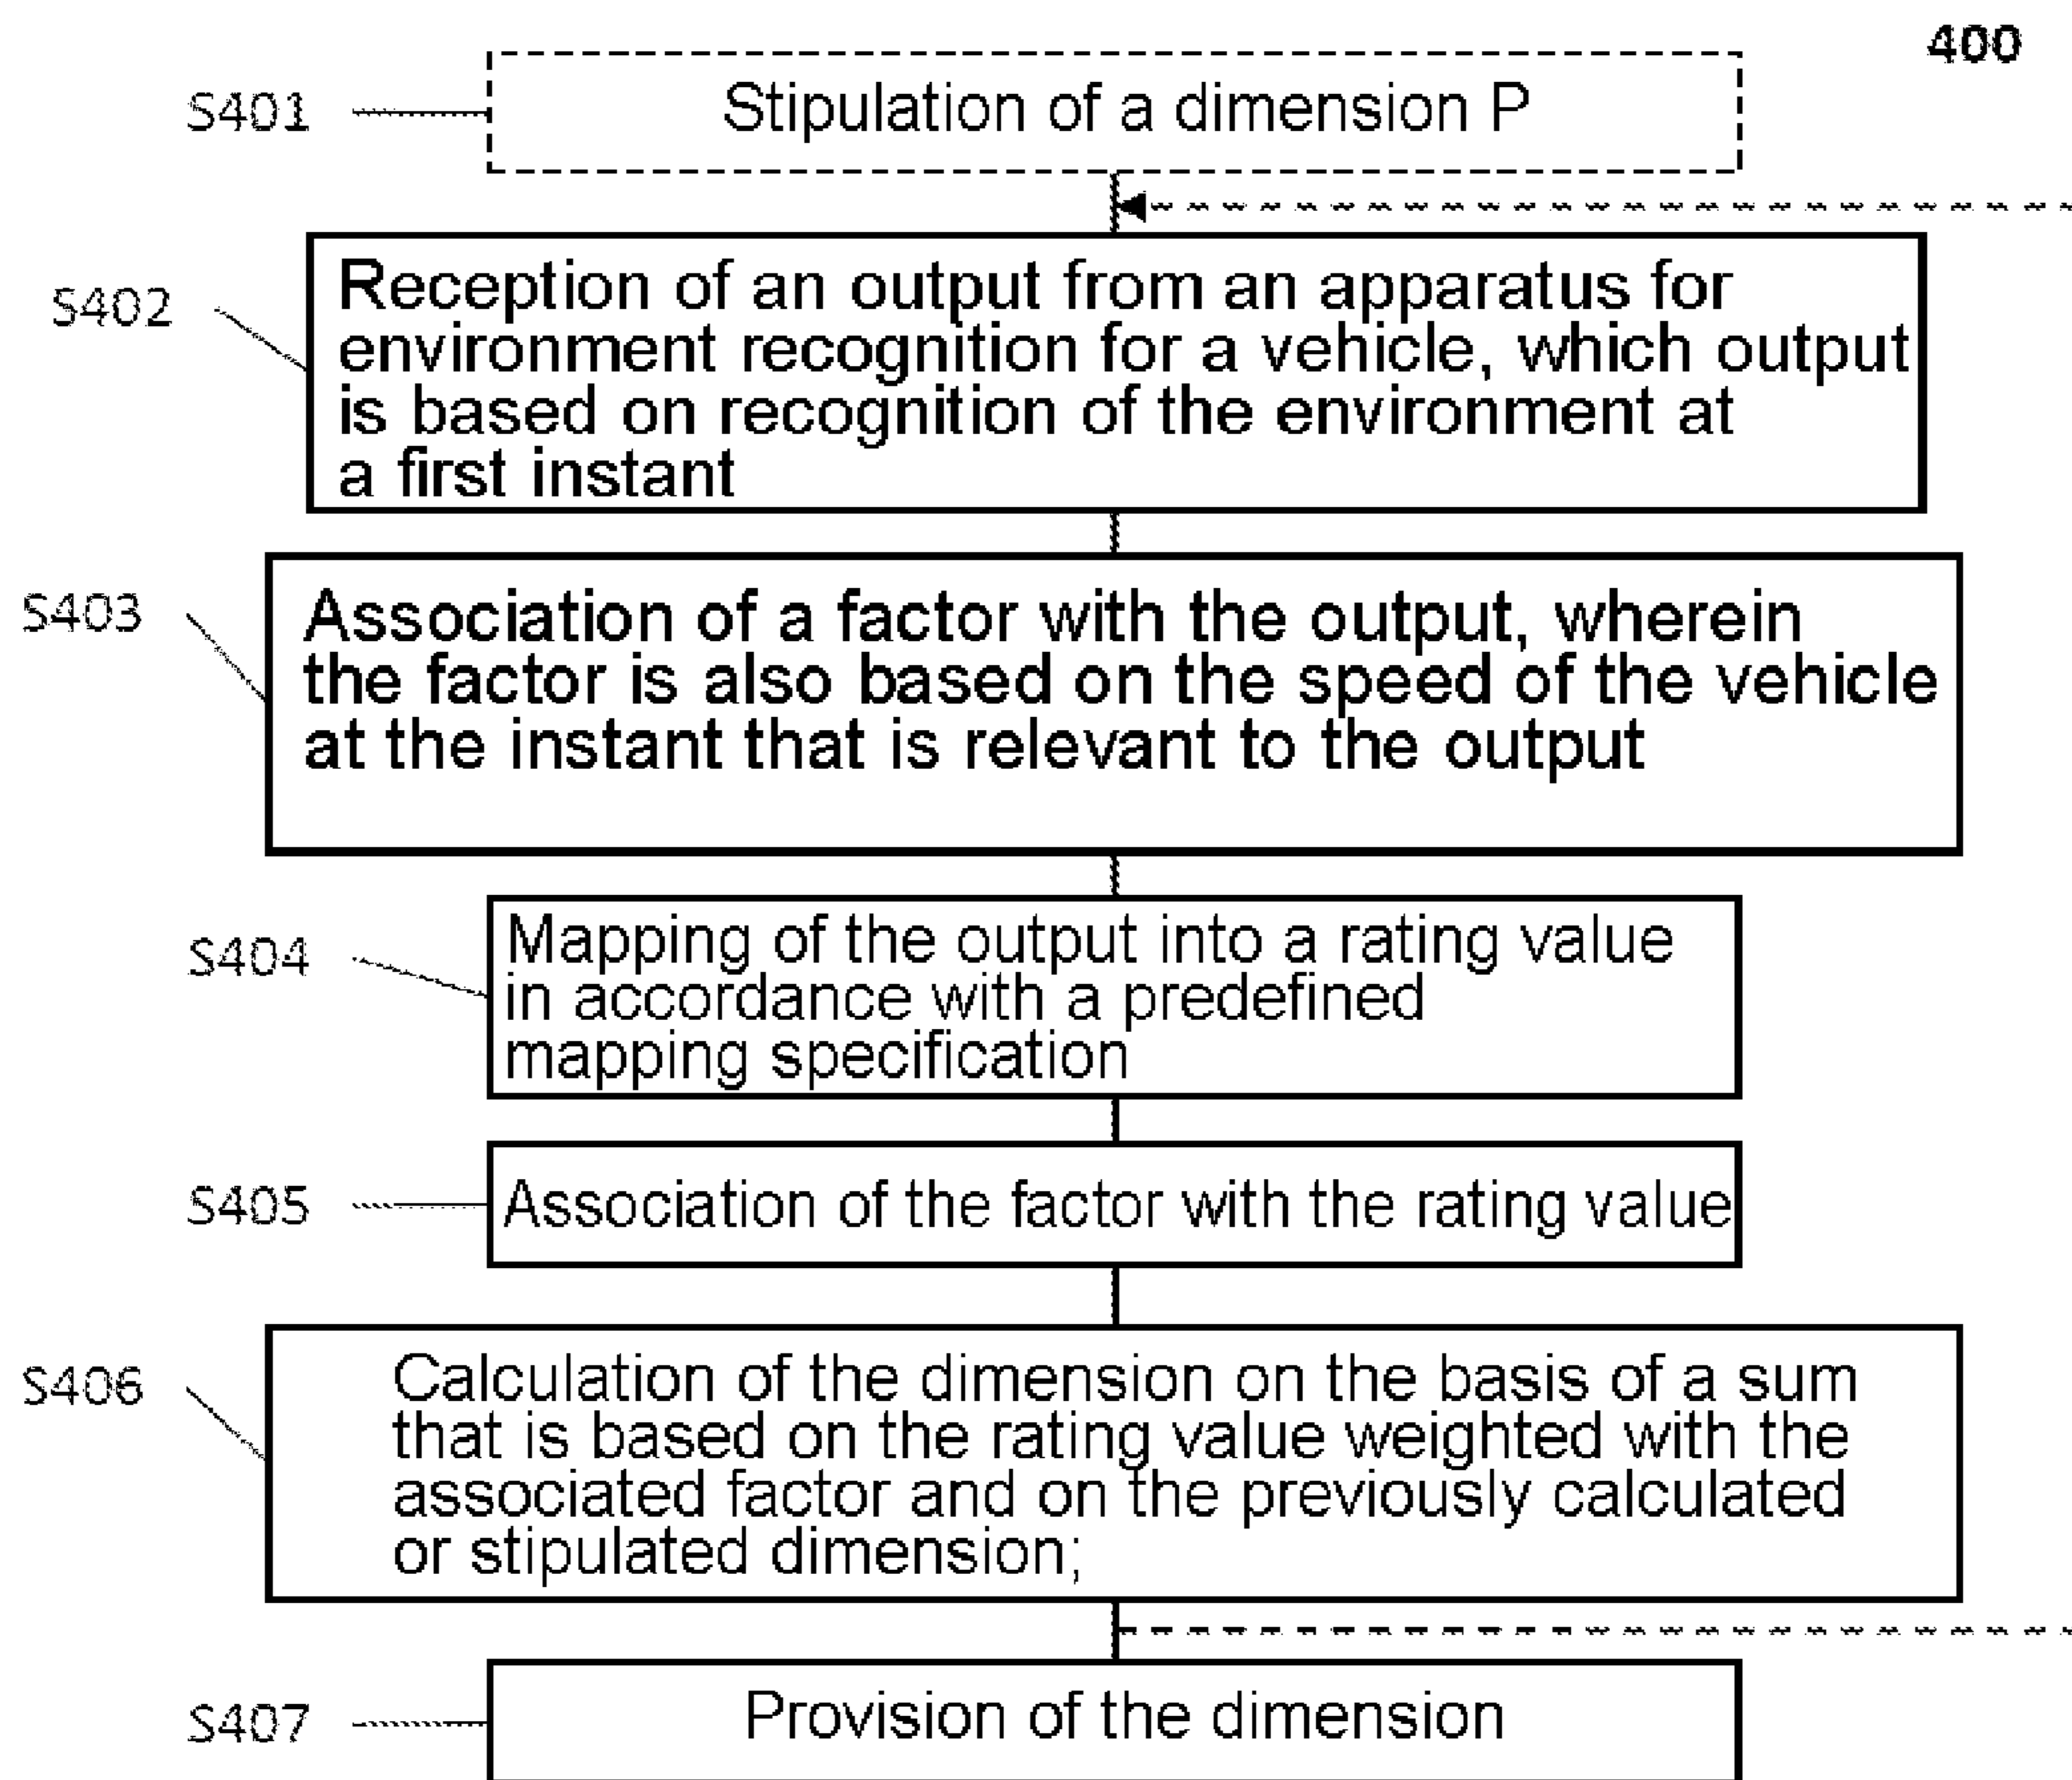 400
S401
Stipulation of a dimension P
S402
Reception of an output from an apparatus for
environment recognition for a vehicle, which output
is based on recognition of the environment at
a first instant
S403
Association of a factor with the output, wherein
the factor is also based on the speed of the vehicle
at the instant that is relevant to the output
S404
Mapping of the output into a rating value
in accordance with a predefined
mapping specification
S405
Association of the factor with the rating value
S406
Calculation of the dimension on the basis of a sum
that is based on the rating value weighted with the
associated factor and on the previously calculated
or stipulated dimension;
S407
Provision of the dimension